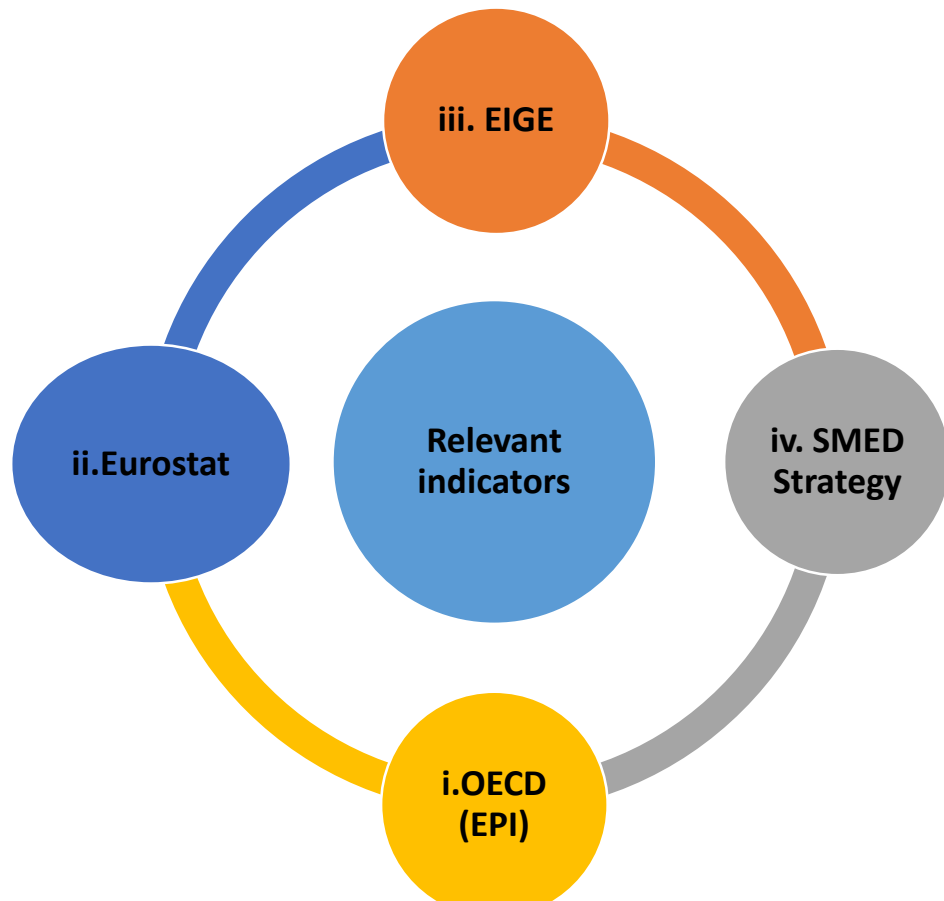 iii. EIGE
ii.Eurostat
Relevant
indicators
iv. SMED
Strategy
i.OECD
(EPI)